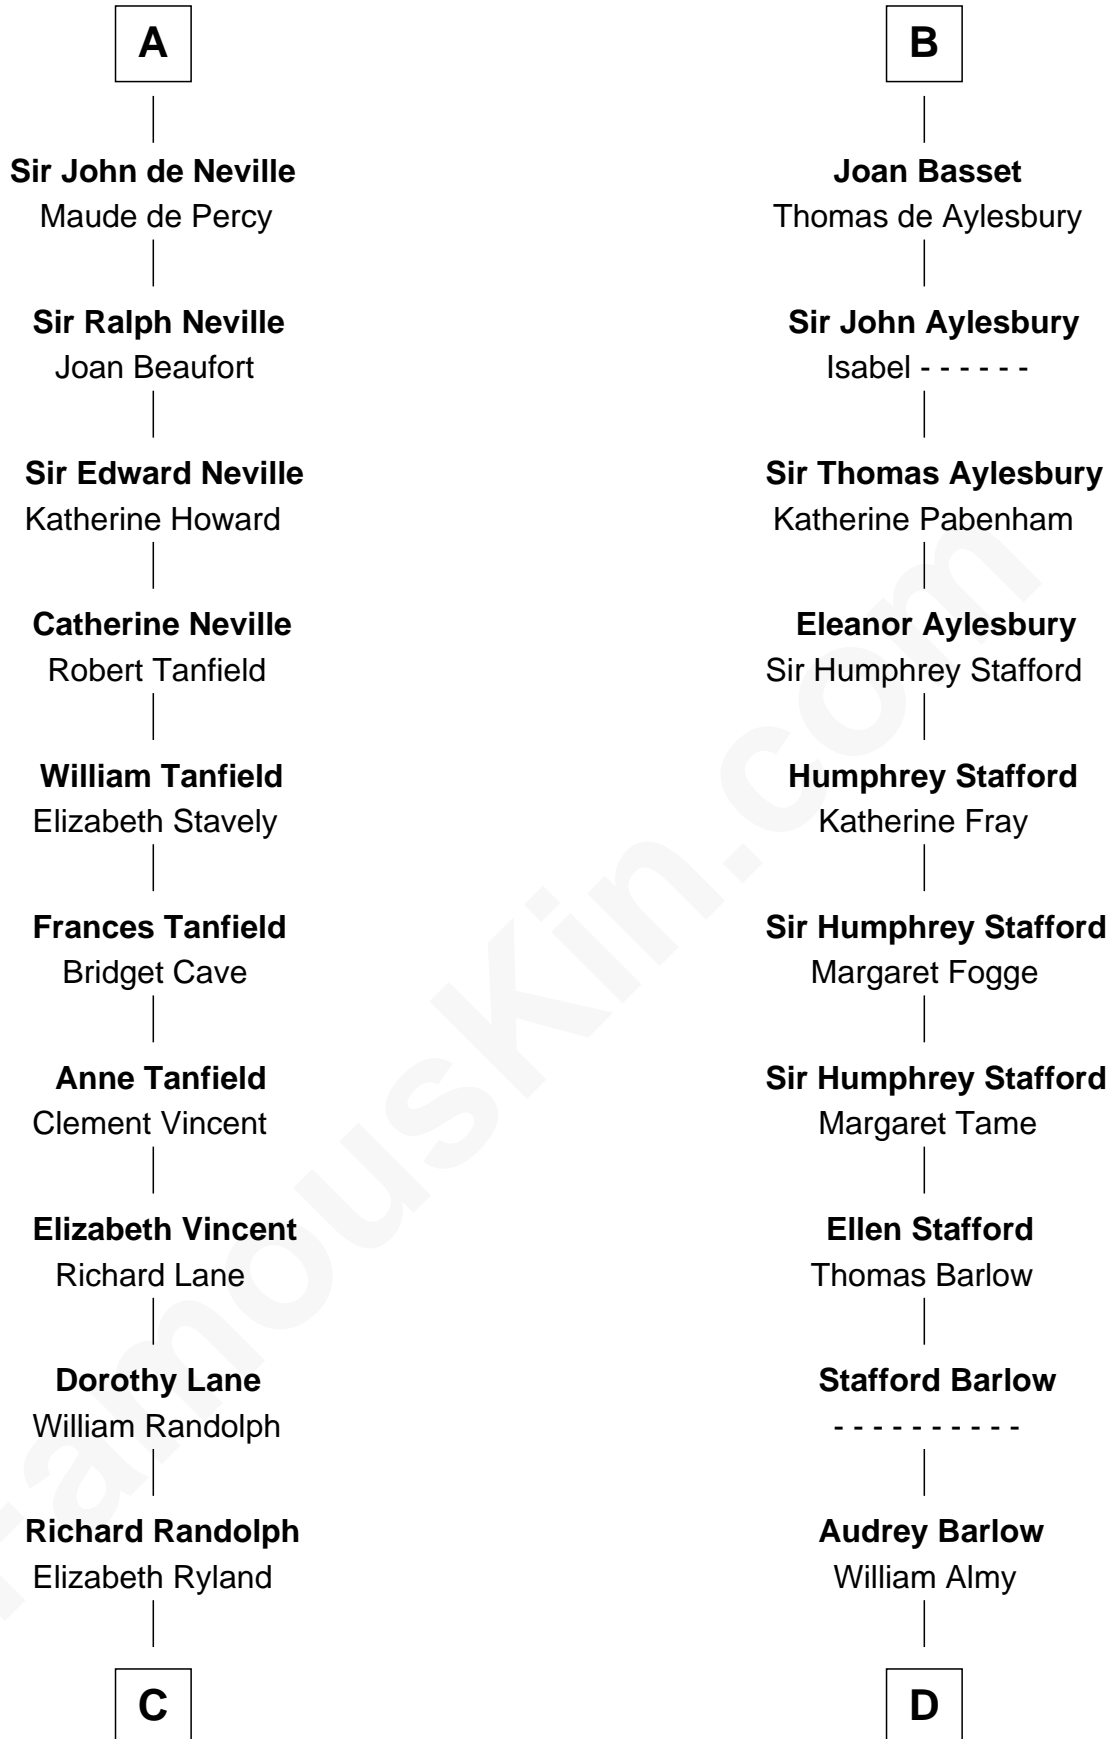 A
Sir John de Neville
Maude de Percy
Sir Ralph Neville
Joan Beaufort
Sir Edward Neville
Katherine Howard
Catherine Neville
Robert Tanfield
William Tanfield
Elizabeth Stavely
Frances Tanfield
Bridget Cave
Anne Tanfield
Clement Vincent
Elizabeth Vincent
Richard Lane
Dorothy Lane
William Randolph
Richard Randolph
Elizabeth Ryland
C
B
Joan Basset
Thomas de Aylesbury
Sir John Aylesbury
Isabel - - - - - -
Sir Thomas Aylesbury
Katherine Pabenham
Eleanor Aylesbury
Sir Humphrey Stafford
Humphrey Stafford
Katherine Fray
Sir Humphrey Stafford
Margaret Fogge
Sir Humphrey Stafford
Margaret Tame
Ellen Stafford
Thomas Barlow
Stafford Barlow
- - - - - - - - - -
Audrey Barlow
William Almy
D
FamousKin.com